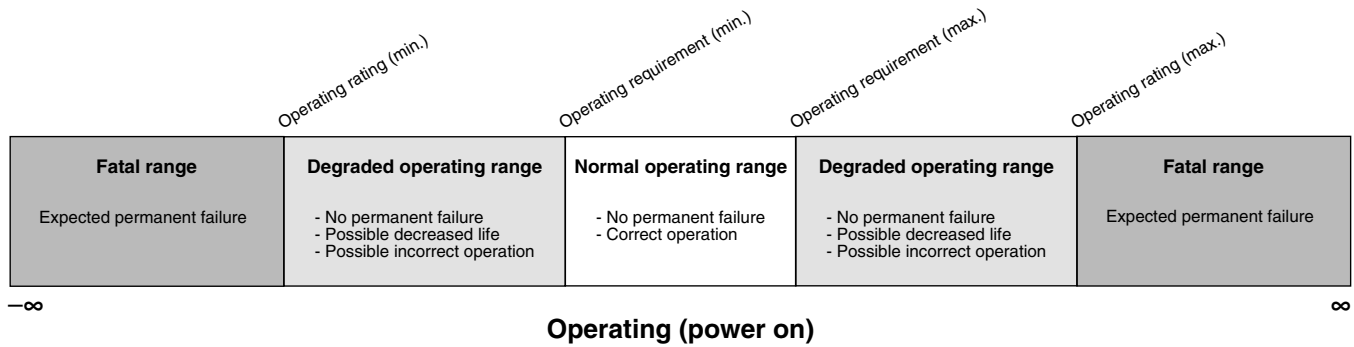 Operating rating (min.)
Operating requirement (min.)
Operating requirement (max.)
Operating rating (max.)
Fatal range
Expected permanent failure
Degraded operating range
- No permanent failure
- Possible decreased life
- Possible incorrect operation
Normal operating range
- No permanent failure
- Correct operation
Degraded operating range
- No permanent failure
- Possible decreased life
- Possible incorrect operation
Fatal range
Expected permanent failure
–∞
∞
Operating (power on)